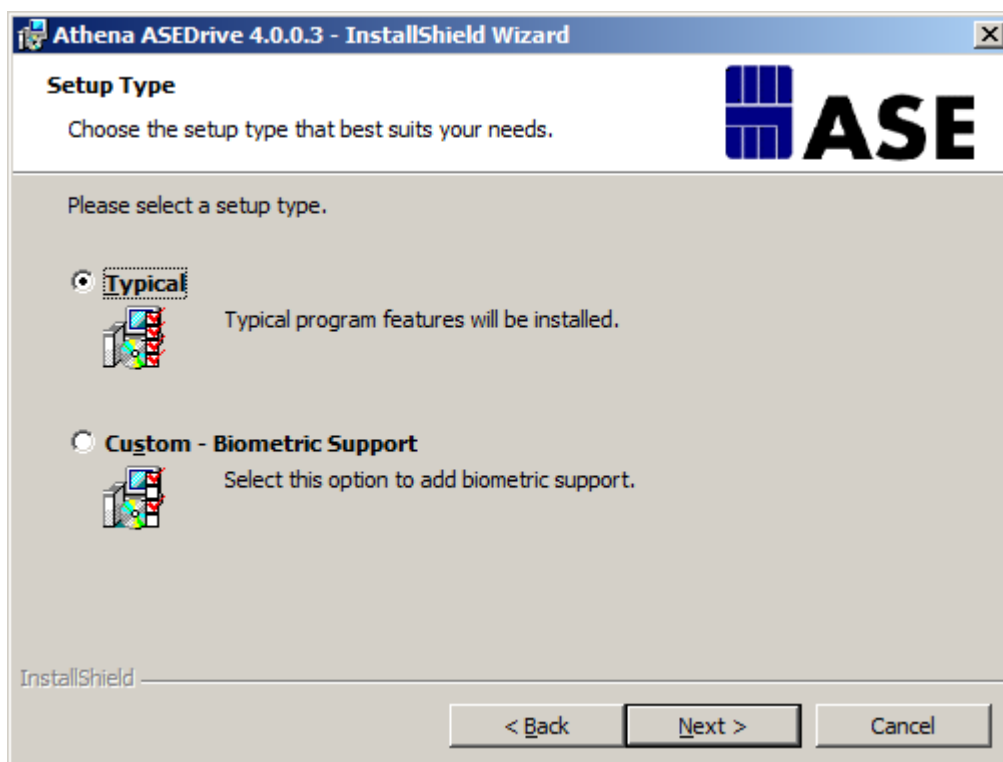 Athena ASEDrive 4.0.0.3 - InstallShield Wizard
Setup Type
Choose the setup type that best suits your needs.
ASE
Please select a setup type.
Typical
Typical program features will be installed.
Custom - Biometric Support
Select this option to add biometric support.
InstallShield
< Back
Next >
Cancel